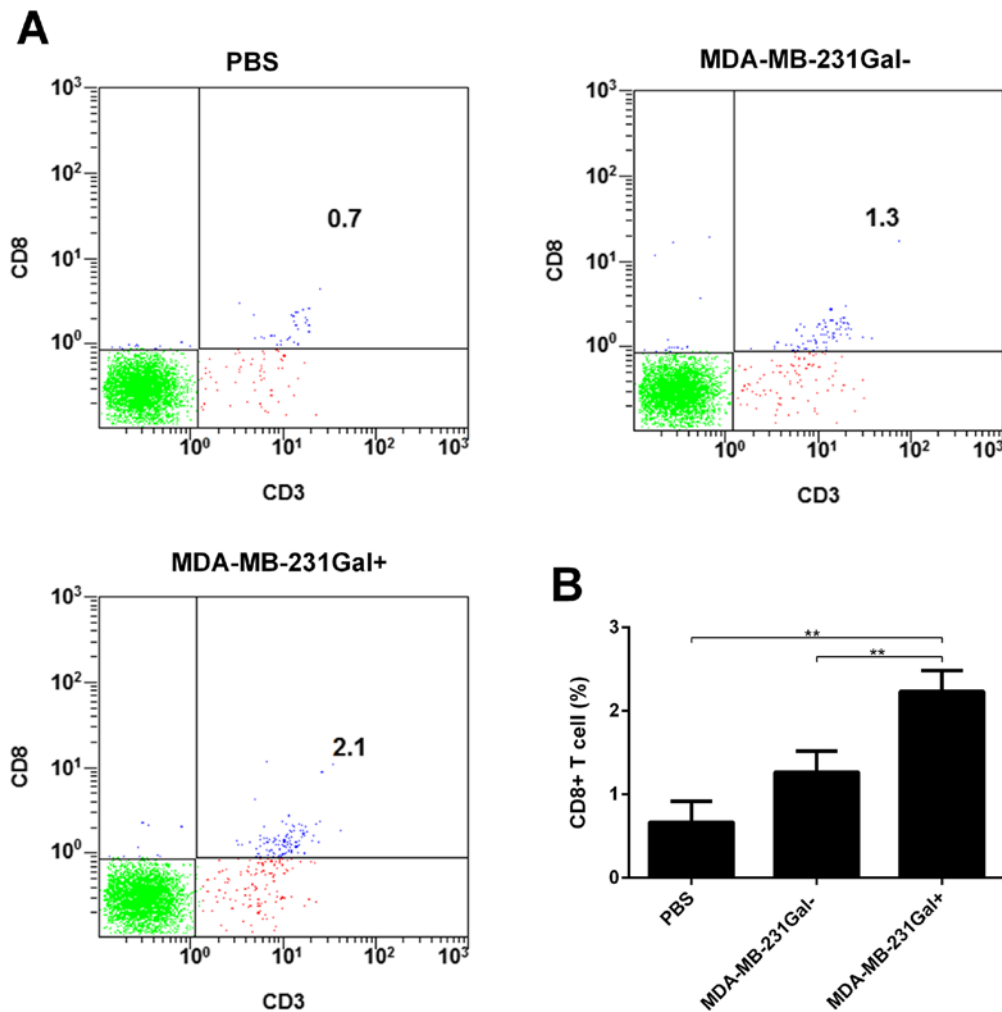 A
PBS
10³
10²
10¹
10⁰
CD8
0.7
10⁰ 10¹ 10² 10³
CD3
MDA-MB-231Gal-
10³
10²
10¹
10⁰
CD8
1.3
10⁰ 10¹ 10² 10³
CD3
MDA-MB-231Gal+
10³
10²
10¹
10⁰
CD8
2.1
10⁰ 10¹ 10² 10³
CD3
B
3
2
1
0
CD8+ T cell (%)
**
**
PBS
MDA-MB-231Gal-
MDA-MB-231Gal+